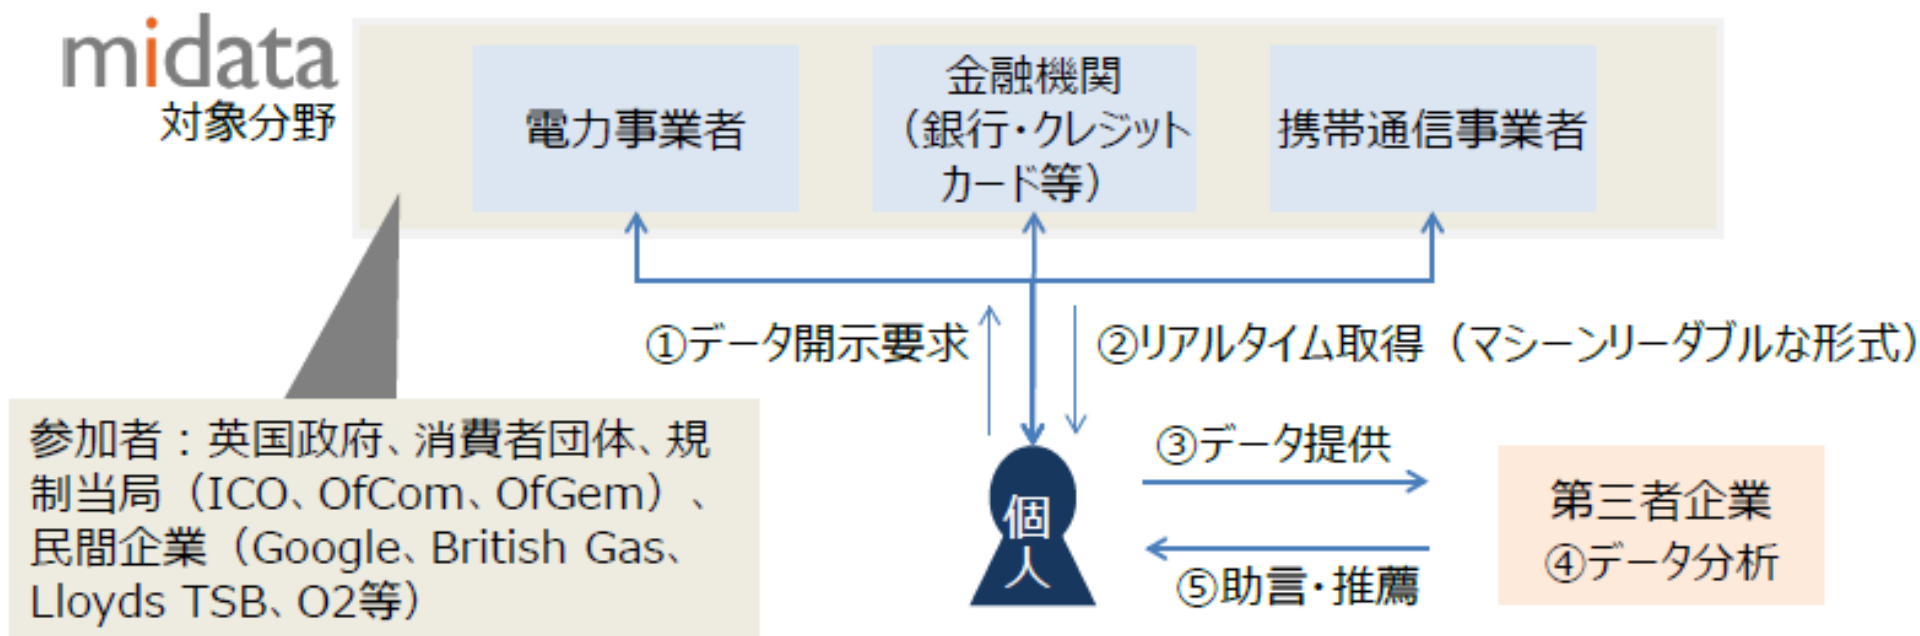 midata
対象分野
電力事業者
金融機関
（銀行・クレジット
カード等）
携帯通信事業者
①データ開示要求
②リアルタイム取得（マシーンリーダブルな形式）
参加者：英国政府、消費者団体、規
制当局（ICO、OfCom、OfGem）、
民間企業（Google、British Gas、
Lloyds TSB、O2等）
個
人
③データ提供
⑤助言・推薦
第三者企業
④データ分析